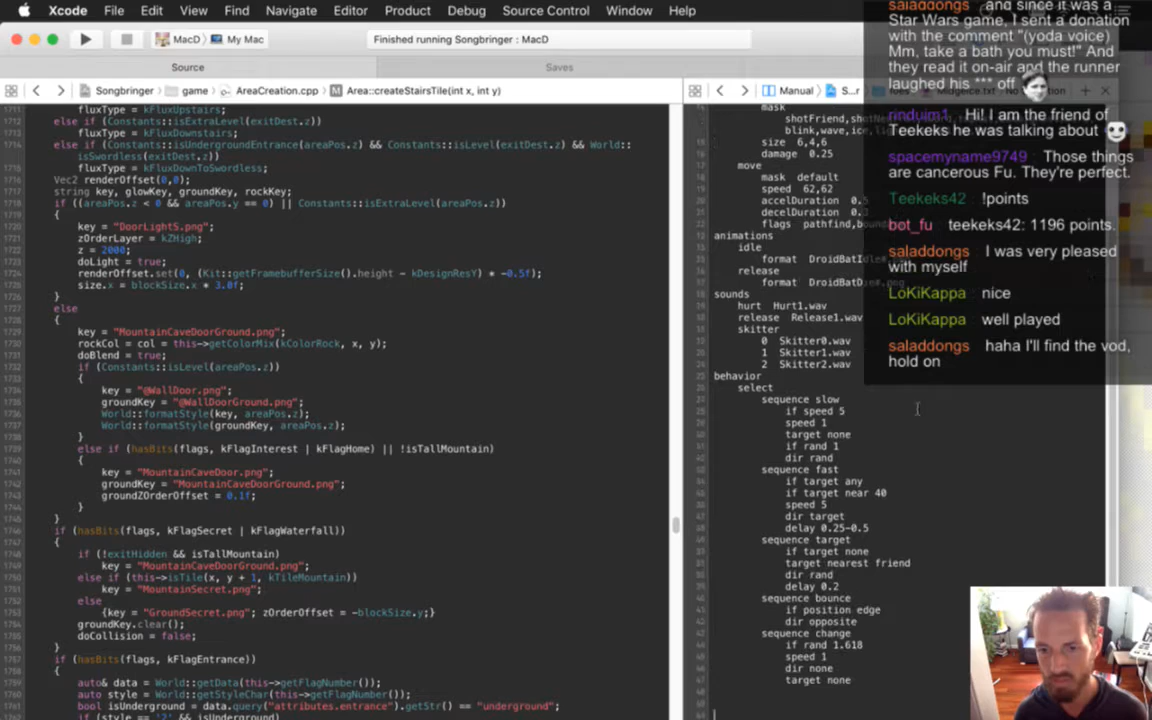 Xcode File Edit View Find Navigate Editor Product Debug Source Control Window Help
MacD My Mac
Finished running Songbringer : MacD
Source
Saves
Songbringer game AreaCreation.cpp Area::createStairsTile(int x, int y)
fluxType = kFluxUpstairs;
else if (Constants::isExtraLevel(exitDest.z))
fluxType = kFluxDownstairs;
else if (Constants::isUndergroundEntrance(areaPos.z) && Constants::isLevel(exitDest.z) && World::
isSwordless(exitDest.z))
fluxType = kFluxDownToSwordless;
Vec2 renderOffset(0,0);
string key, glowKey, groundKey, rockKey;
if ((areaPos.z < 0 && areaPos.y == 0) || Constants::isExtraLevel(areaPos.z))
{
key = "DoorLightS.png";
zOrderLayer = kZHigh;
z = 2000;
doLight = true;
renderOffset.set(0, (Kit::getFramebufferSize().height - kDesignResY) * -0.5f);
size.x = blockSize.x * 3.0f;
}
else
{
key = "MountainCaveDoorGround.png";
rockCol = col = this->getColorMix(kColorRock, x, y);
doBlend = true;
if (Constants::isLevel(areaPos.z))
{
key = "@WallDoor.png";
groundKey = "@WallDoorGround.png";
World::formatStyle(key, areaPos.z);
World::formatStyle(groundKey, areaPos.z);
}
else if (hasBits(flags, kFlagInterest | kFlagHome) || !isTallMountain)
{
key = "MountainCaveDoor.png";
groundKey = "MountainCaveDoorGround.png";
groundZOrderOffset = 0.1f;
}
}
if (hasBits(flags, kFlagSecret | kFlagWaterfall))
{
if (!exitHidden && isTallMountain)
key = "MountainCaveDoorGround.png";
else if (this->isTile(x, y + 1, kTileMountain))
key = "MountainSecret.png";
else
{key = "GroundSecret.png"; zOrderOffset = -blockSize.y;}
groundKey.clear();
doCollision = false;
}
if (hasBits(flags, kFlagEntrance))
{
auto& data = World::getData(this->getFlagNumber());
auto style = World::getStyleChar(this->getFlagNumber());
bool isUnderground = data.query("attributes.entrance").getStr() == "underground";
if (style == '2' && isUnderground)
Manual
mask
size 6,4,6
damage 0.25
move
mask default
speed 62,62
accelDuration
decelDuration
animations
idle
format
release
format
sounds
hurt Hurt1.wav
release Release1.wav
skitter
0 Skitter0.wav
1 Skitter1.wav
2 Skitter2.wav
behavior
select
sequence slow
if speed 5
speed 1
target none
if rand 1
dir rand
sequence fast
if target any
if target near 40
speed 5
dir target
delay 0.25-0.5
sequence target
if target none
target nearest friend
dir rand
delay 0.2
sequence bounce
if position edge
dir opposite
sequence change
if rand 1.618
speed 1
dir none
target none
saladdongs and since it was a
Star Wars game, I sent a donation
with the comment "(yoda voice)
Mm, take a bath you must!" And
they read it on-air and the runner
laughed his *** off
rinduim1 Hi! I am the friend of
Teekeks he was talking about
spacemyname9749 Those things
are cancerous Fu. They're perfect.
Teekeks42 !points
bot_fu teekeks42: 1196 points.
saladdongs I was very pleased
with myself
LoKiKappa nice
LoKiKappa well played
saladdongs haha I'll find the vod,
hold on